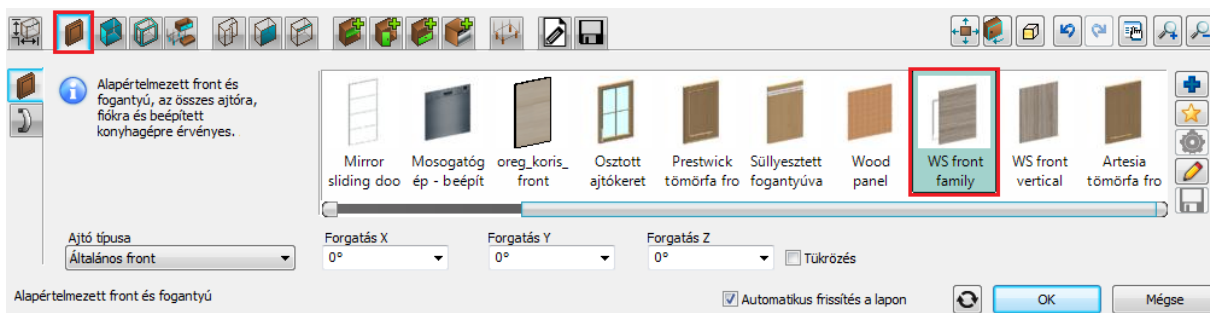 Alapértelmezett front és
fogantyú, az összes ajtóra,
fiókra és beépített
konyhagépre érvényes.
Mirror
sliding doo
Mosogatóg
ép - beépít
oreg_koris_
front
Osztott
ajtókeret
Prestwick
tömörfa fro
Süllyesztett
fogantyúva
Wood
panel
WS front
family
WS front
vertical
Artesia
tömörfa fro
Ajtó típusa
Forgatás X
Forgatás Y
Forgatás Z
Általános front
0°
0°
0°
Tükrözés
Alapértelmezett front és fogantyú
Automatikus frissítés a lapon
OK
Mégse